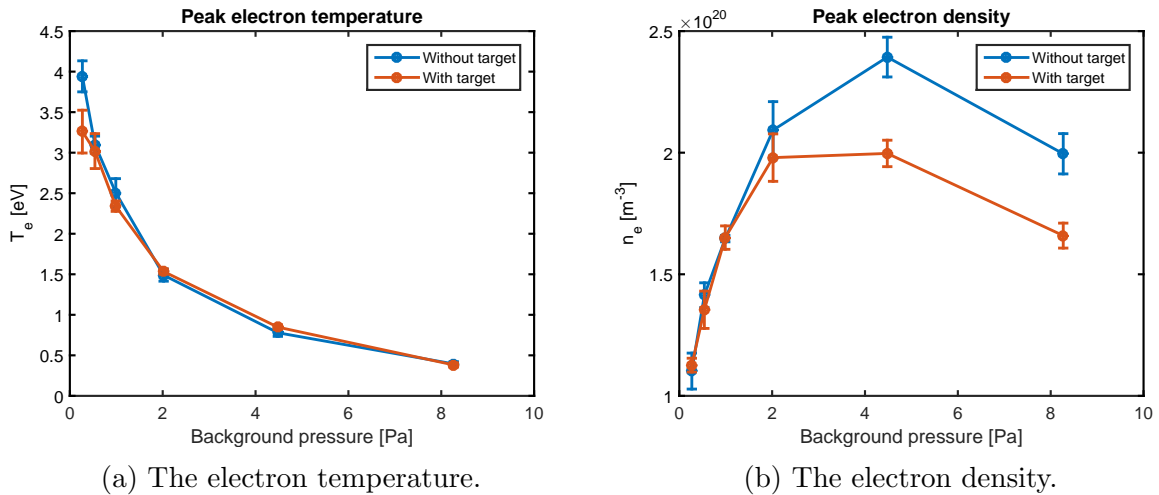 Peak electron temperature
4.5
4
3.5
3
2.5
2
1.5
1
0.5
0
T_e [eV]
Without target
With target
0 2 4 6 8 10
Background pressure [Pa]
(a) The electron temperature.
×10^20
Peak electron density
2.5
2
1.5
1
n_e [m^-3]
Without target
With target
0 2 4 6 8 10
Background pressure [Pa]
(b) The electron density.